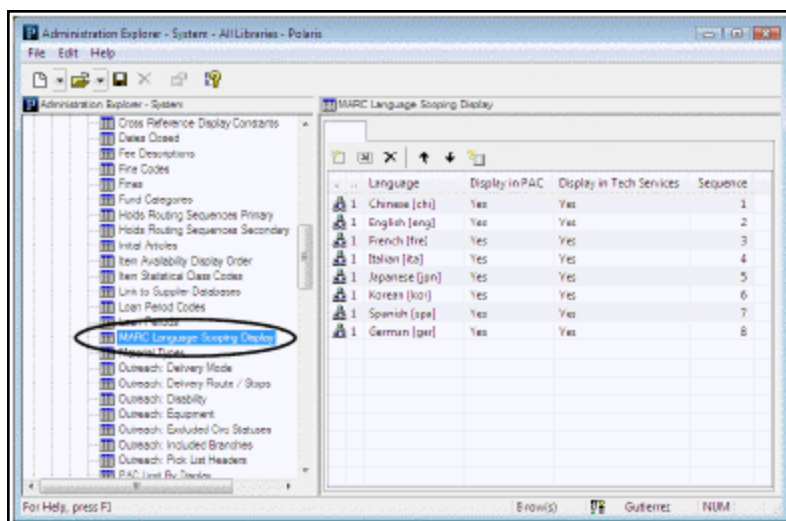 Administration Explorer - System - All Libraries - Polaris
File Edit Help
Administration Explorer - System
Cross Reference Display Constants
Dates Closed
Fee Descriptions
Fine Codes
Fines
Fund Categories
Holds Routing Sequences Primary
Holds Routing Sequences Secondary
Initial Articles
Item Availability Display Order
Item Statistical Class Codes
Link to Supplier Databases
Loan Period Codes
Loan Periods
MARC Language Scoping Display
Material Types
Outreach: Delivery Mode
Outreach: Delivery Route / Stops
Outreach: Disability
Outreach: Equipment
Outreach: Excluded Circ Statuses
Outreach: Included Branches
Outreach: Pick List Headers
PAC Limit By Display
MARC Language Scoping Display
Language Display in PAC Display in Tech Services Sequence
1 Chinese [chi] Yes Yes 1
1 English [eng] Yes Yes 2
1 French [fre] Yes Yes 3
1 Italian [ita] Yes Yes 4
1 Japanese [jpn] Yes Yes 5
1 Korean [kor] Yes Yes 6
1 Spanish [spa] Yes Yes 7
1 German [ger] Yes Yes 8
For Help, press F1 8 row(s) Gutierrez NUM